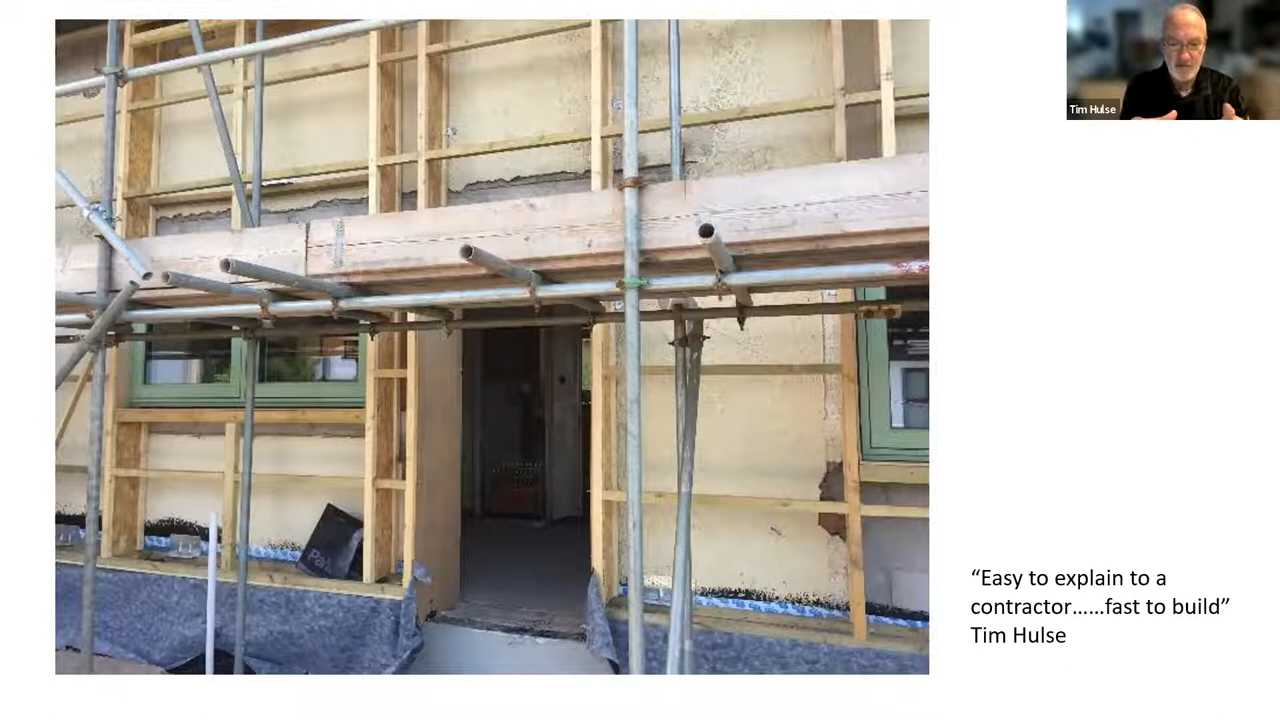 Tim Hulse
“Easy to explain to a
contractor……fast to build”
Tim Hulse